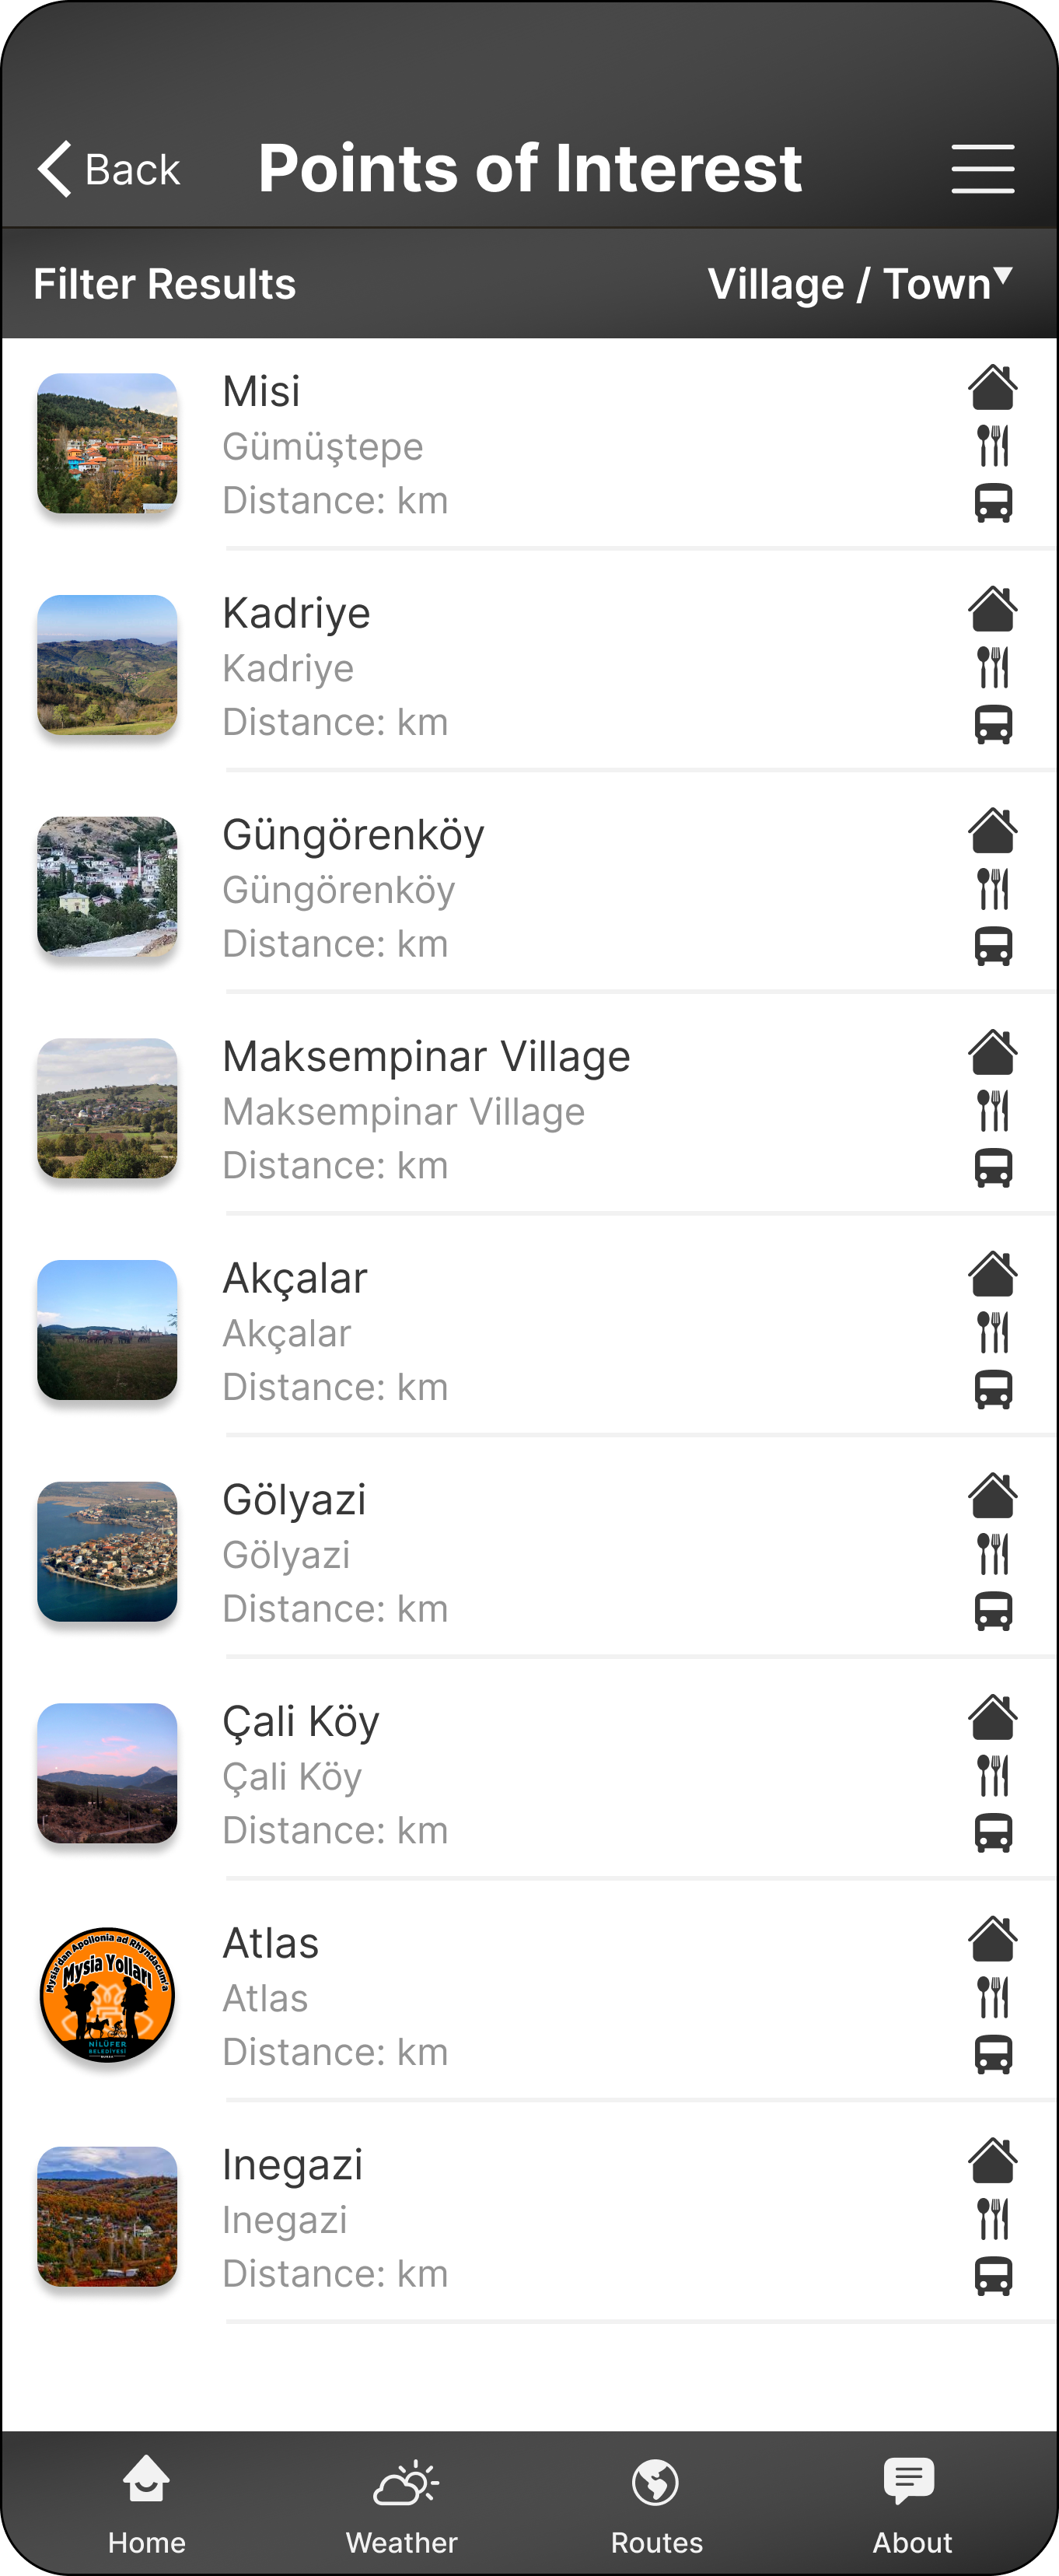 Back
Points of Interest
Filter Results
Village / Town
Misi
Gümüştepe
Distance: km
Kadriye
Kadriye
Distance: km
Güngörenköy
Güngörenköy
Distance: km
Maksempinar Village
Maksempinar Village
Distance: km
Akçalar
Akçalar
Distance: km
Gölyazi
Gölyazi
Distance: km
Çali Köy
Çali Köy
Distance: km
Mysia'dan Apollonia ad Rhyndacum'a
Mysia Yolları
NİLÜFER
BELEDİYESİ
Atlas
Atlas
Distance: km
Inegazi
Inegazi
Distance: km
Home
Weather
Routes
About